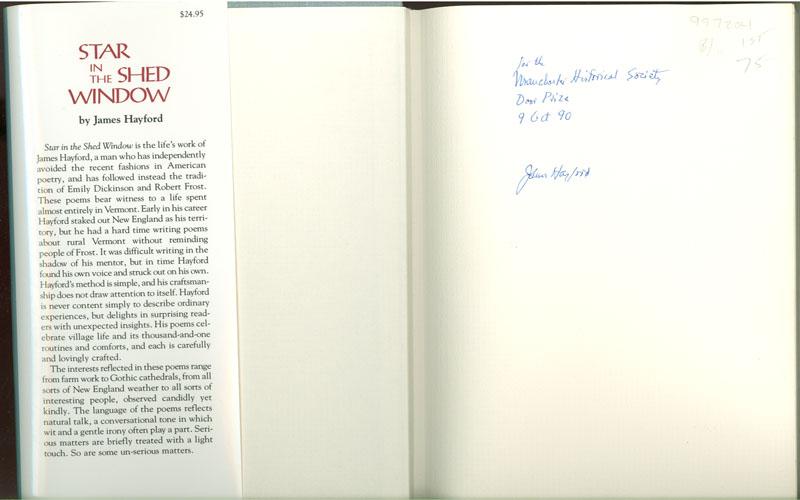 $24.95
STAR
IN
THE SHED
WINDOW
by James Hayford
Star in the Shed Window is the life's work of
James Hayford, a man who has independently
avoided the recent fashions in American
poetry, and has followed instead the tradi-
tion of Emily Dickinson and Robert Frost.
These poems bear witness to a life spent
almost entirely in Vermont. Early in his career
Hayford staked out New England as his terri-
tory, but he had a hard time writing poems
about rural Vermont without reminding
people of Frost. It was difficult writing in the
shadow of his mentor, but in time Hayford
found his own voice and struck out on his own.
Hayford's method is simple, and his craftsman-
ship does not draw attention to itself. Hayford
is never content simply to describe ordinary
experiences, but delights in surprising read-
ers with unexpected insights. His poems cel-
ebrate village life and its thousand-and-one
routines and comforts, and each is carefully
and lovingly crafted.
The interests reflected in these poems range
from farm work to Gothic cathedrals, from all
sorts of New England weather to all sorts of
interesting people, observed candidly yet
kindly. The language of the poems reflects
natural talk, a conversational tone in which
wit and a gentle irony often play a part. Seri-
ous matters are briefly treated with a light
touch. So are some un-serious matters.
for the
Manchester Historical Society
Door Prize
9 Oct 90
James Hayford
1st
75